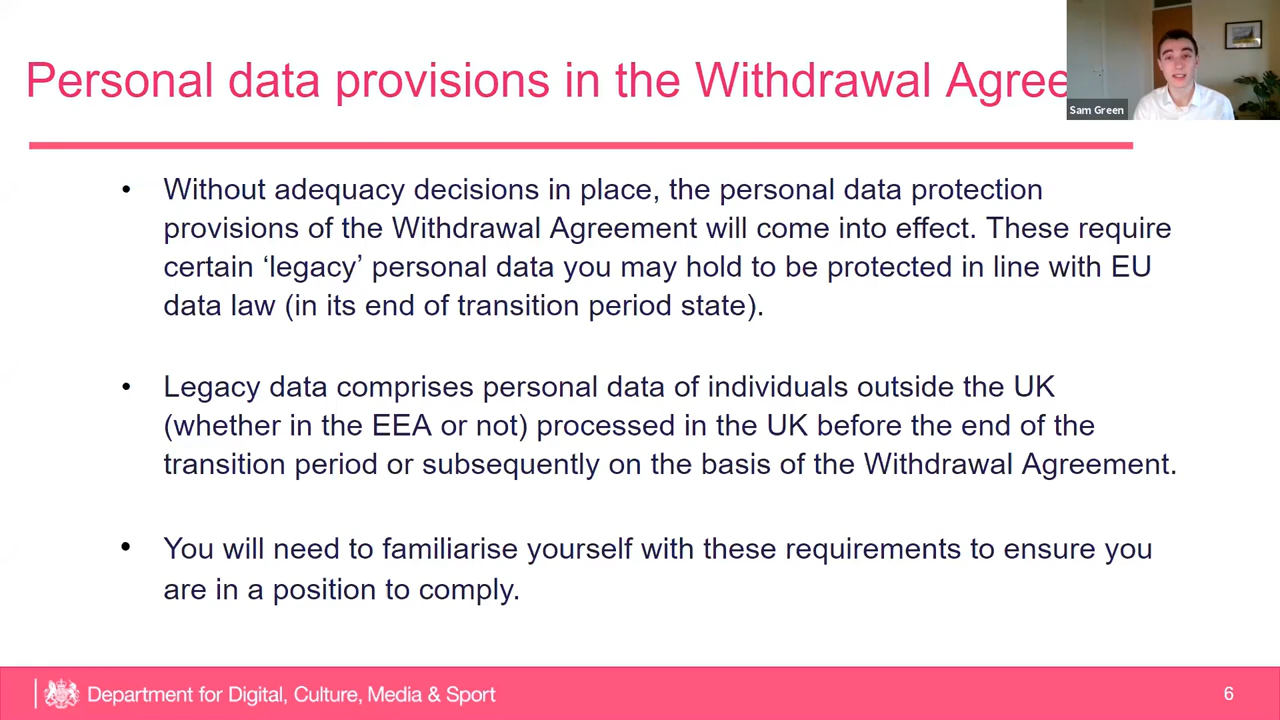 Personal data provisions in the Withdrawal Agree
Sam Green
• Without adequacy decisions in place, the personal data protection
provisions of the Withdrawal Agreement will come into effect. These require
certain ‘legacy’ personal data you may hold to be protected in line with EU
data law (in its end of transition period state).
• Legacy data comprises personal data of individuals outside the UK
(whether in the EEA or not) processed in the UK before the end of the
transition period or subsequently on the basis of the Withdrawal Agreement.
• You will need to familiarise yourself with these requirements to ensure you
are in a position to comply.
Department for Digital, Culture, Media & Sport
6